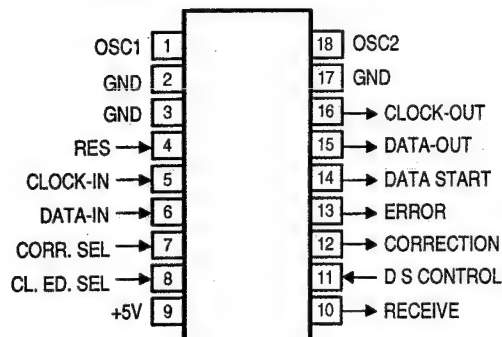 OSC1 1 18 OSC2
GND 2 17 GND
GND 3 16 CLOCK-OUT
RES 4 15 DATA-OUT
CLOCK-IN 5 14 DATA START
DATA-IN 6 13 ERROR
CORR. SEL 7 12 CORRECTION
CL. ED. SEL 8 11 D S CONTROL
+5V 9 10 RECEIVE